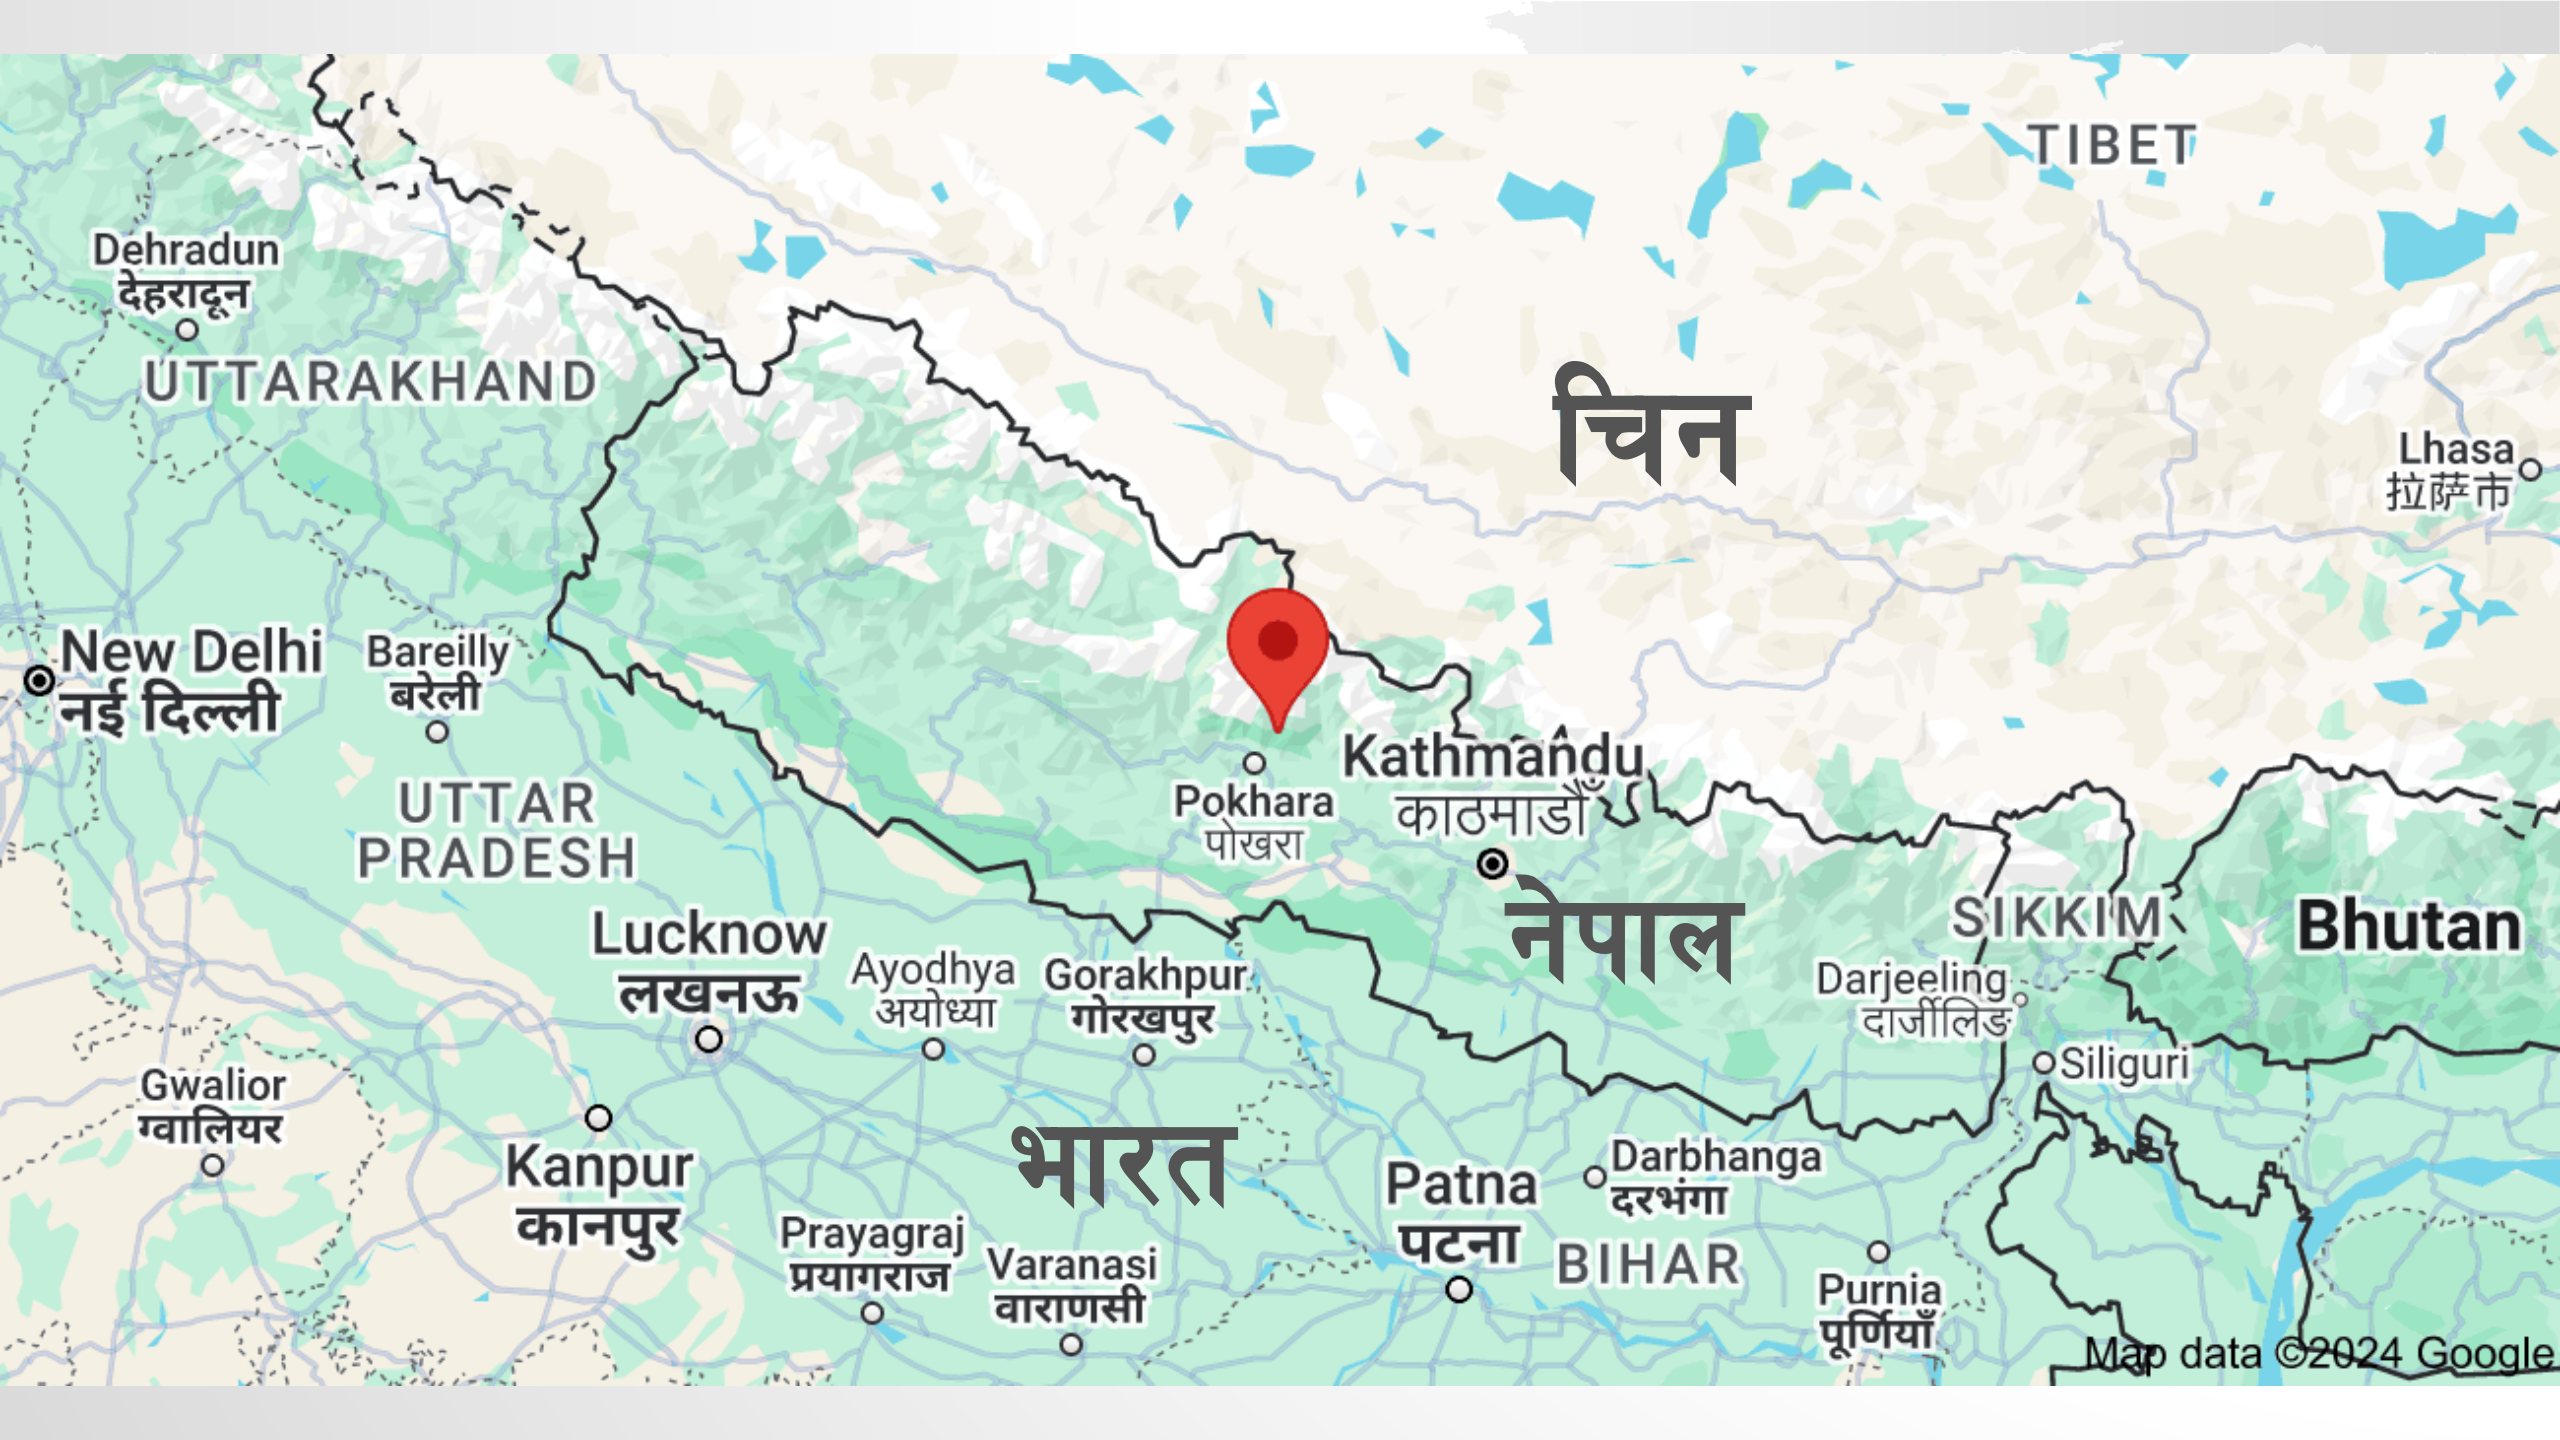 TIBET
Dehradun
देहरादून
UTTARAKHAND
चिन
Lhasa
拉萨市
New Delhi
नई दिल्ली
Bareilly
बरेली
Kathmandu
काठमाडौँ
Pokhara
पोखरा
UTTAR
PRADESH
नेपाल
SIKKIM
Bhutan
Lucknow
लखनऊ
Ayodhya
अयोध्या
Gorakhpur
गोरखपुर
Darjeeling
दार्जीलिङ
Siliguri
Gwalior
ग्वालियर
Kanpur
कानपुर
भारत
Patna
पटना
Darbhanga
दरभंगा
BIHAR
Prayagraj
प्रयागराज
Varanasi
वाराणसी
Purnia
पूर्णियाँ
Map data ©2024 Google